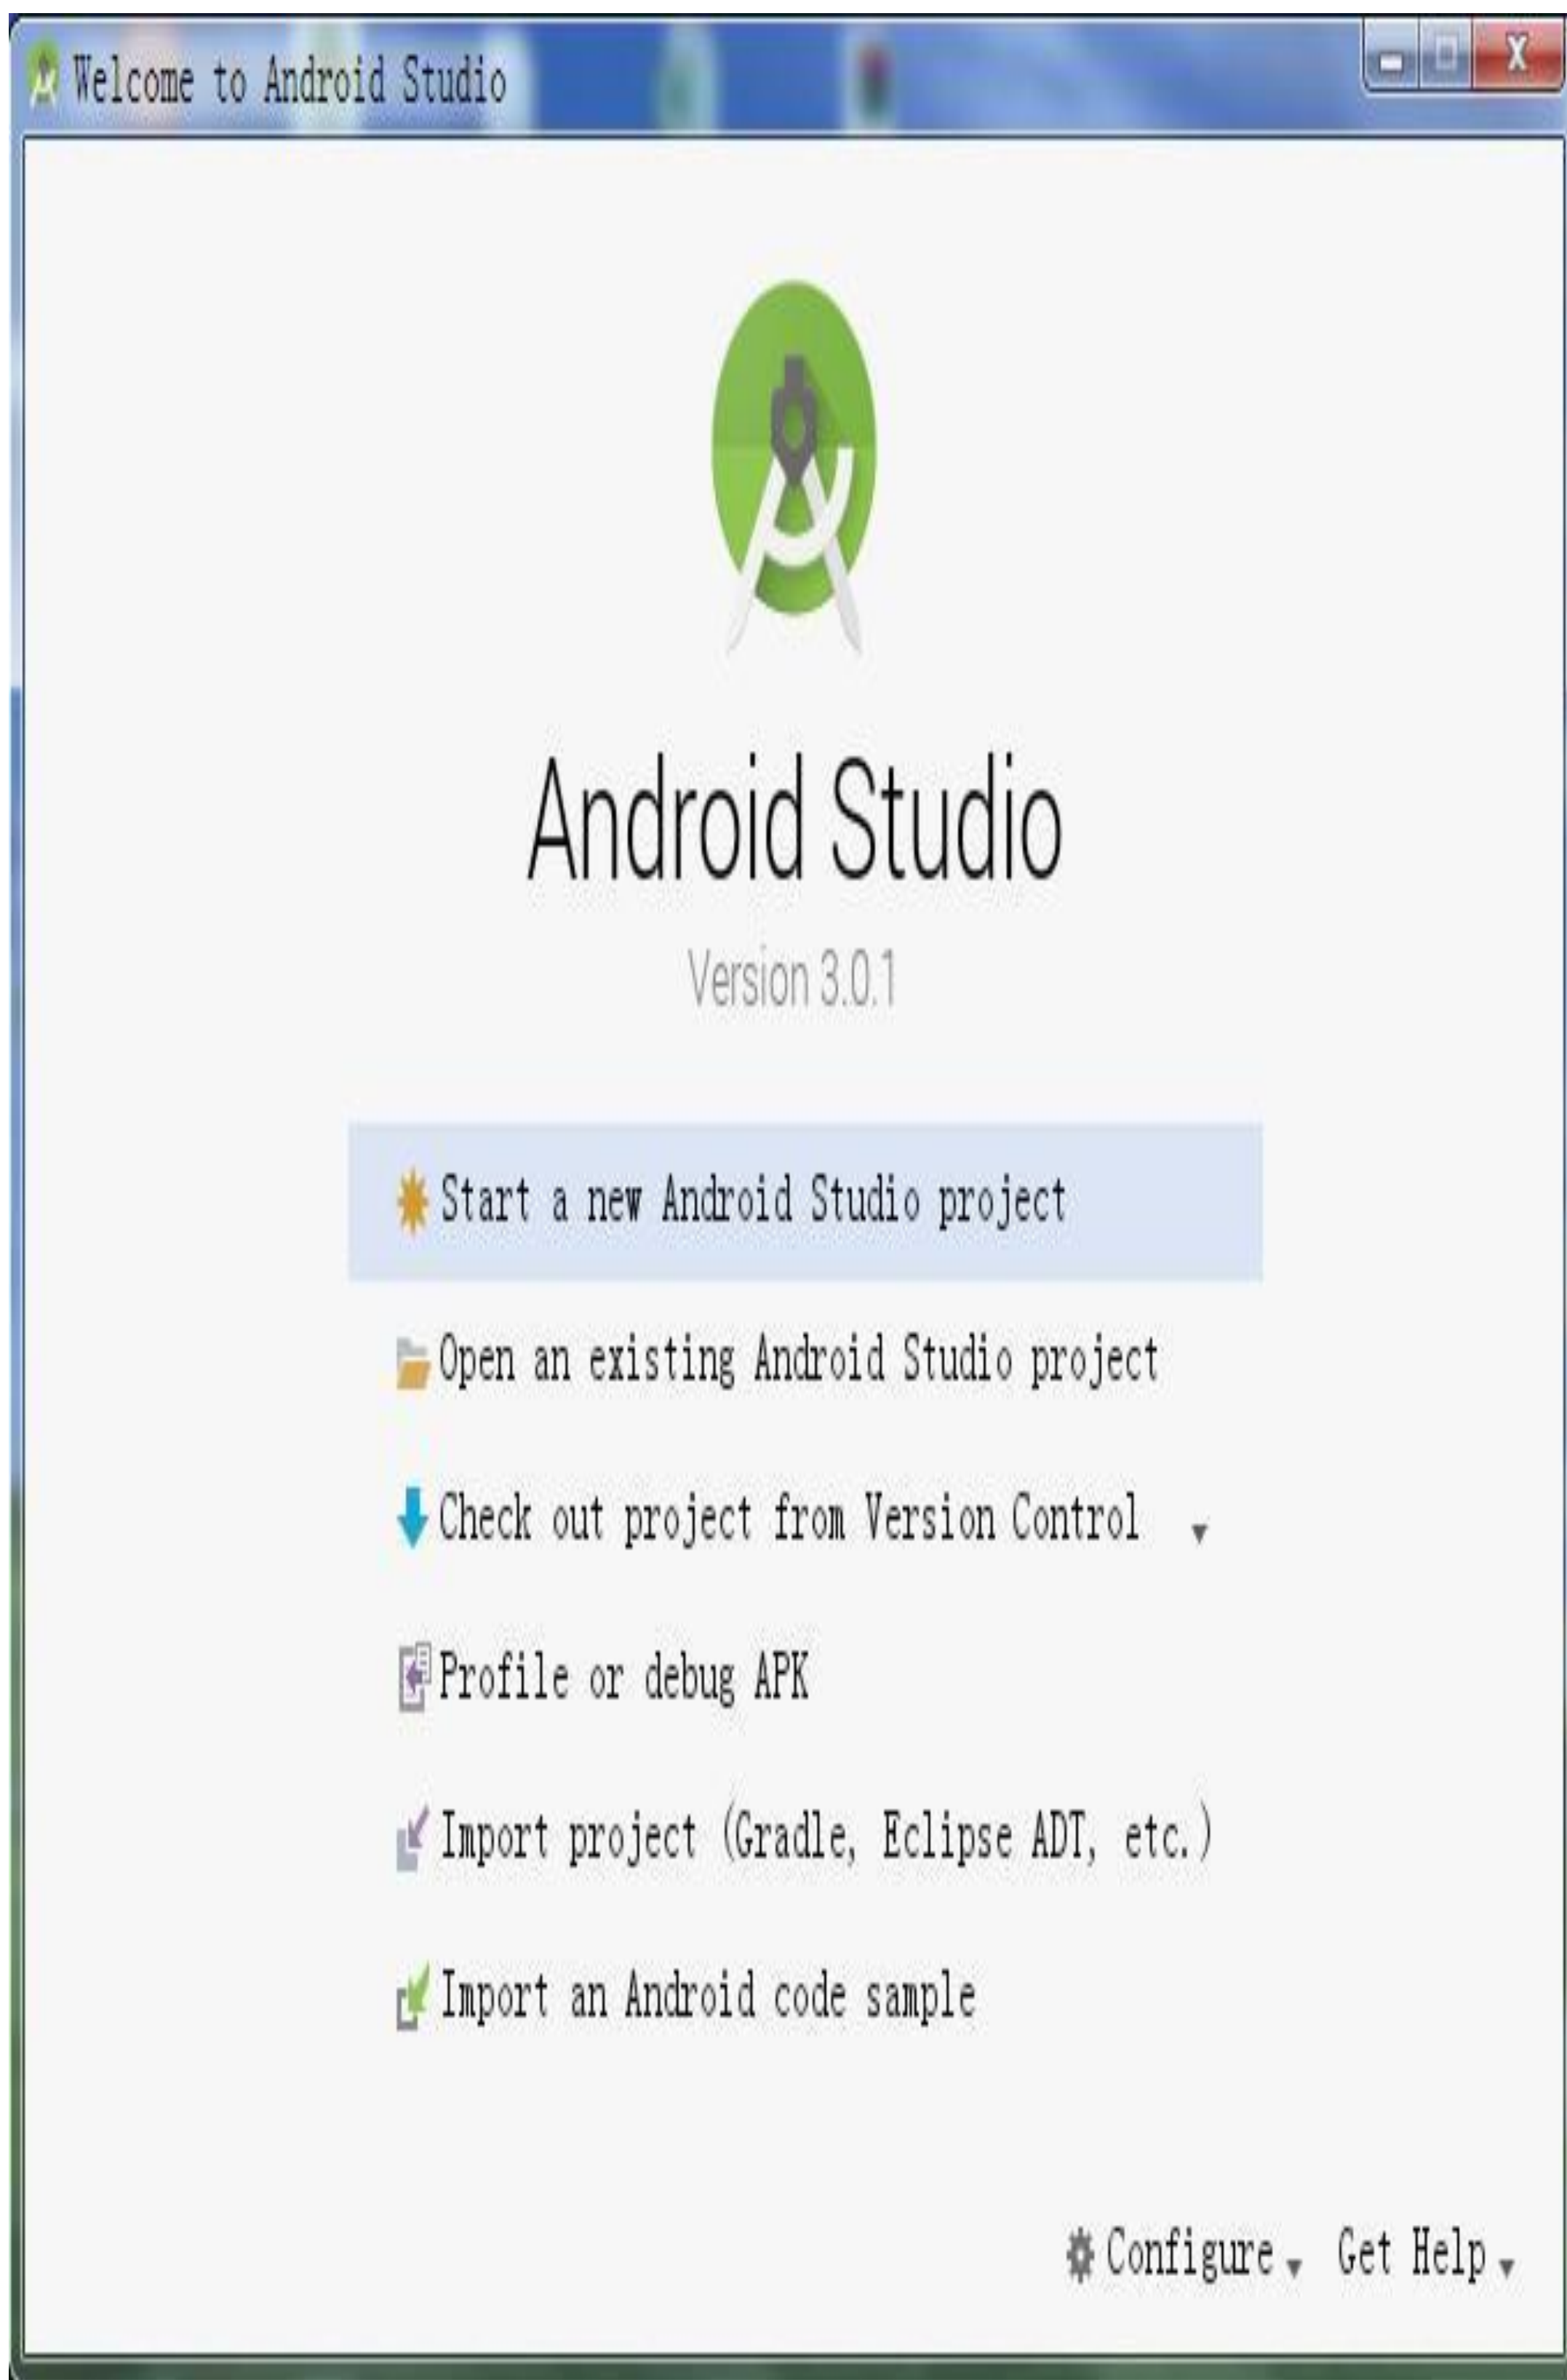 Welcome to Android Studio
Android Studio
Version 3.0.1
Start a new Android Studio project
Open an existing Android Studio project
Check out project from Version Control
Profile or debug APK
Import project (Gradle, Eclipse ADT, etc.)
Import an Android code sample
Configure Get Help